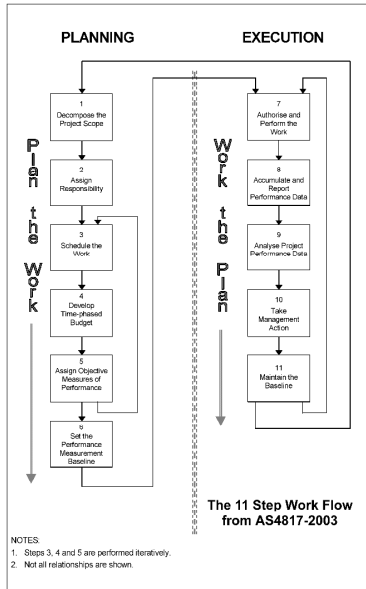 PLANNING
EXECUTION
Plan the Work
1
Decompose the
Project Scope
2
Assign
Responsibility
3
Schedule the
Work
4
Develop
Time-phased
Budget
5
Assign Objective
Measures of
Performance
6
Set the
Performance
Measurement
Baseline
Work the Plan
7
Authorise and
Perform the
Work
8
Accumulate and
Report
Performance Data
9
Analyse Project
Performance Data
10
Take
Management
Action
11
Maintain the
Baseline
The 11 Step Work Flow
from AS4817-2003
NOTES:
1. Steps 3, 4 and 5 are performed iteratively.
2. Not all relationships are shown.